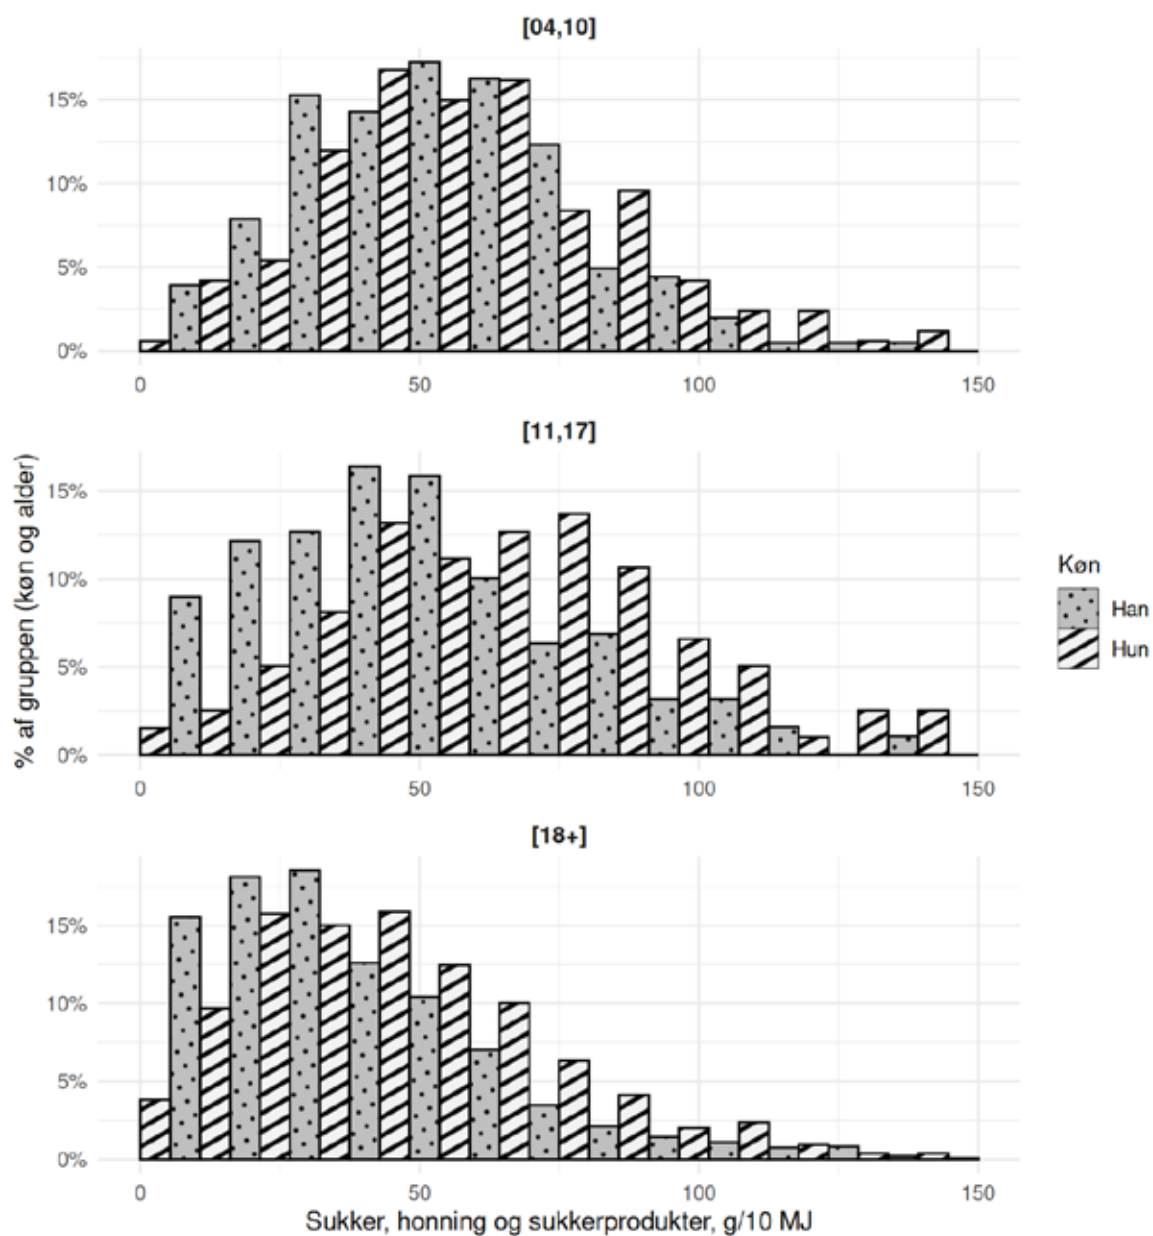 [04,10]
15%
10%
5%
0%
0 50 100 150
[11,17]
15%
10%
5%
0%
0 50 100 150
% af gruppen (køn og alder)
Køn
Han
Hun
[18+]
15%
10%
5%
0%
0 50 100 150
Sukker, honning og sukkerprodukter, g/10 MJ